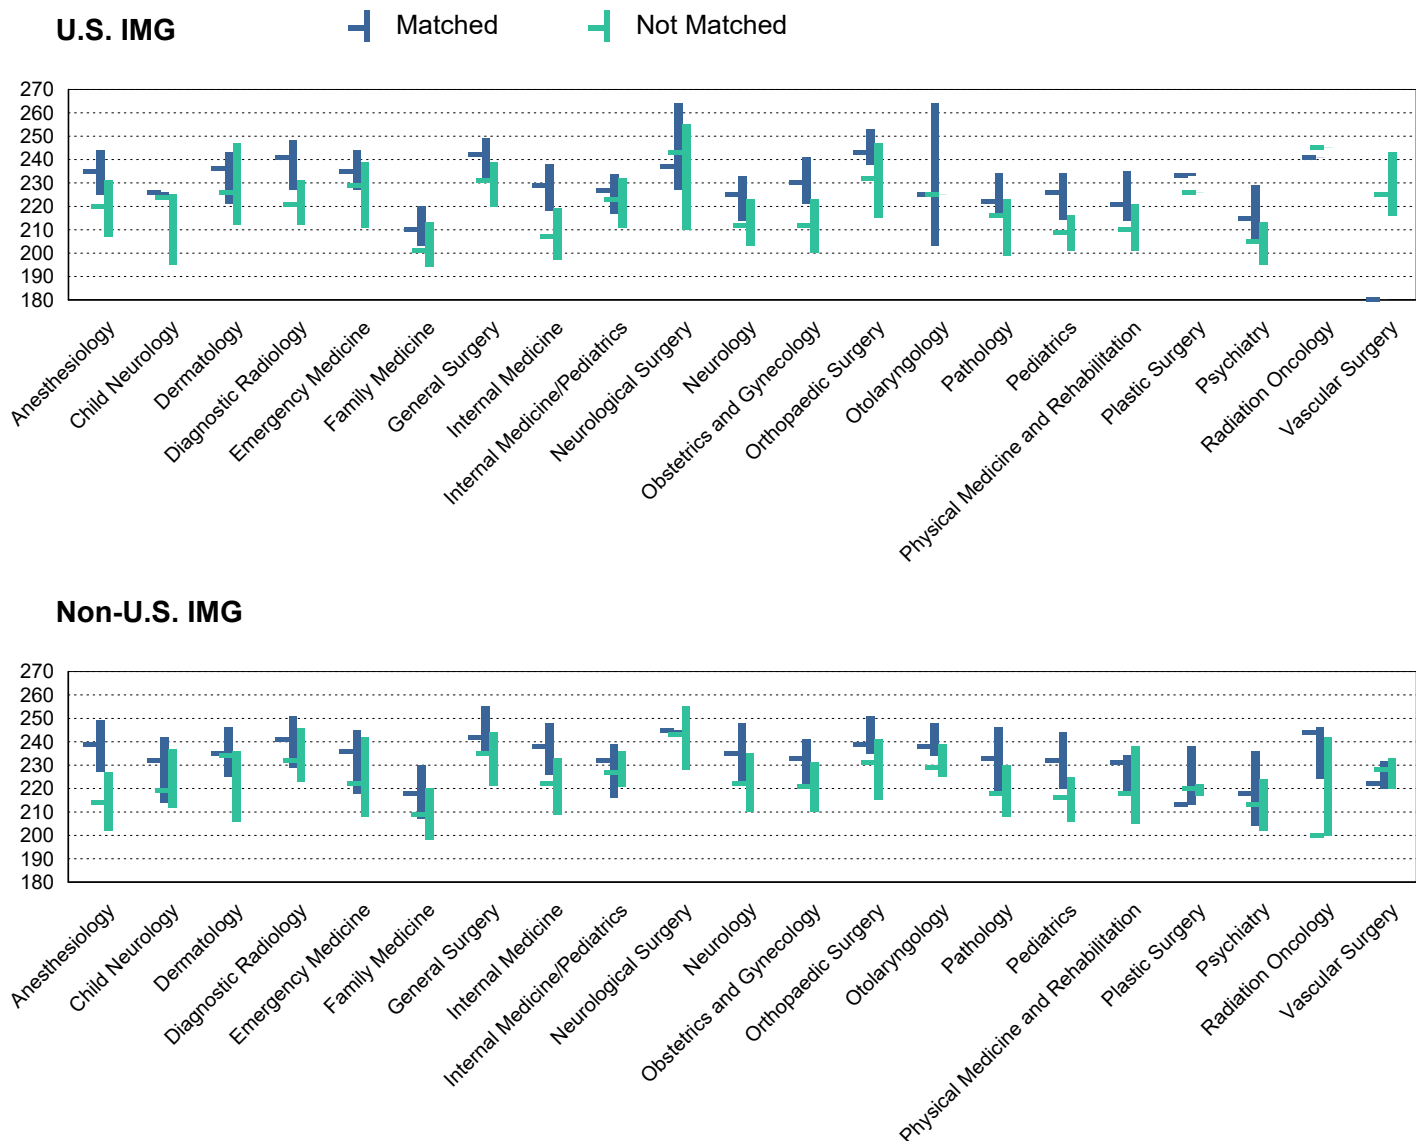 U.S. IMG
Matched
Not Matched
270
260
250
240
230
220
210
200
190
180
Anesthesiology
Child Neurology
Dermatology
Diagnostic Radiology
Emergency Medicine
Family Medicine
General Surgery
Internal Medicine
Internal Medicine/Pediatrics
Neurological Surgery
Neurology
Obstetrics and Gynecology
Orthopaedic Surgery
Otolaryngology
Pathology
Pediatrics
Physical Medicine and Rehabilitation
Plastic Surgery
Psychiatry
Radiation Oncology
Vascular Surgery
Non-U.S. IMG
270
260
250
240
230
220
210
200
190
180
Anesthesiology
Child Neurology
Dermatology
Diagnostic Radiology
Emergency Medicine
Family Medicine
General Surgery
Internal Medicine
Internal Medicine/Pediatrics
Neurological Surgery
Neurology
Obstetrics and Gynecology
Orthopaedic Surgery
Otolaryngology
Pathology
Pediatrics
Physical Medicine and Rehabilitation
Plastic Surgery
Psychiatry
Radiation Oncology
Vascular Surgery